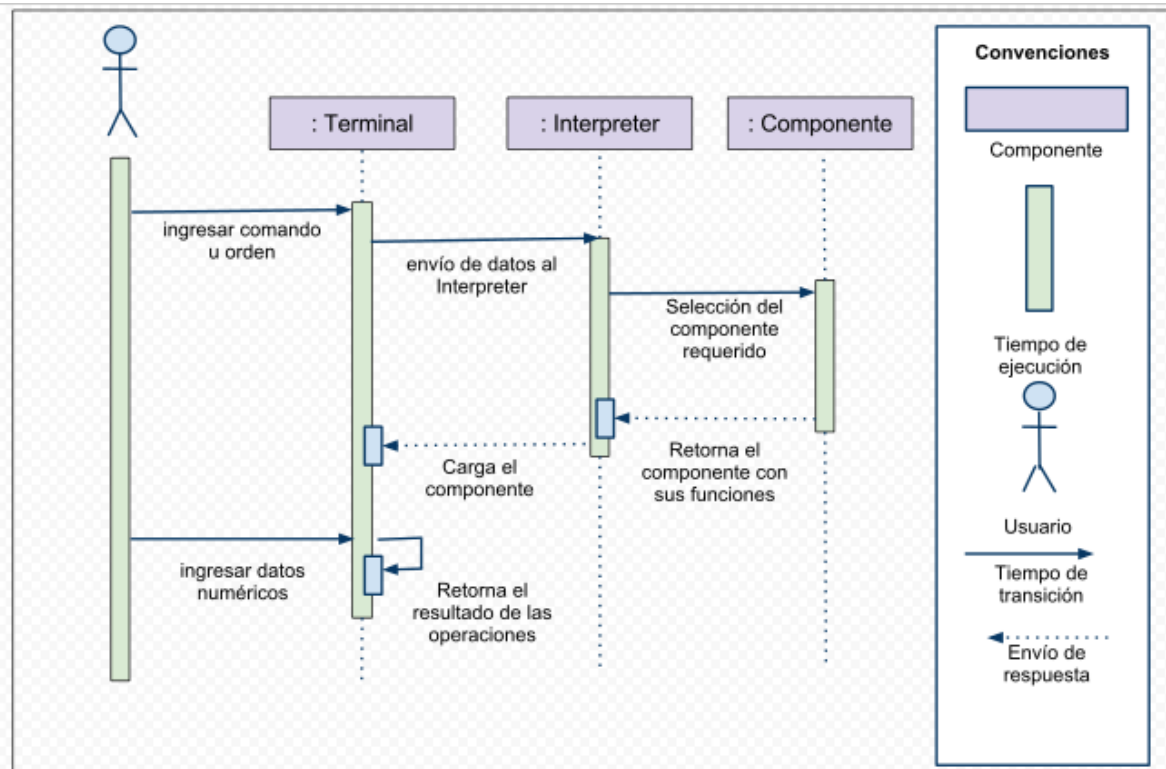 : Terminal
: Interpreter
: Componente
ingresar comando
u orden
envío de datos al
Interpreter
Selección del
componente
requerido
Retorna el
componente con
sus funciones
Carga el
componente
ingresar datos
numéricos
Retorna el
resultado de las
operaciones
Convenciones
Componente
Tiempo de
ejecución
Usuario
Tiempo de
transición
Envío de
respuesta